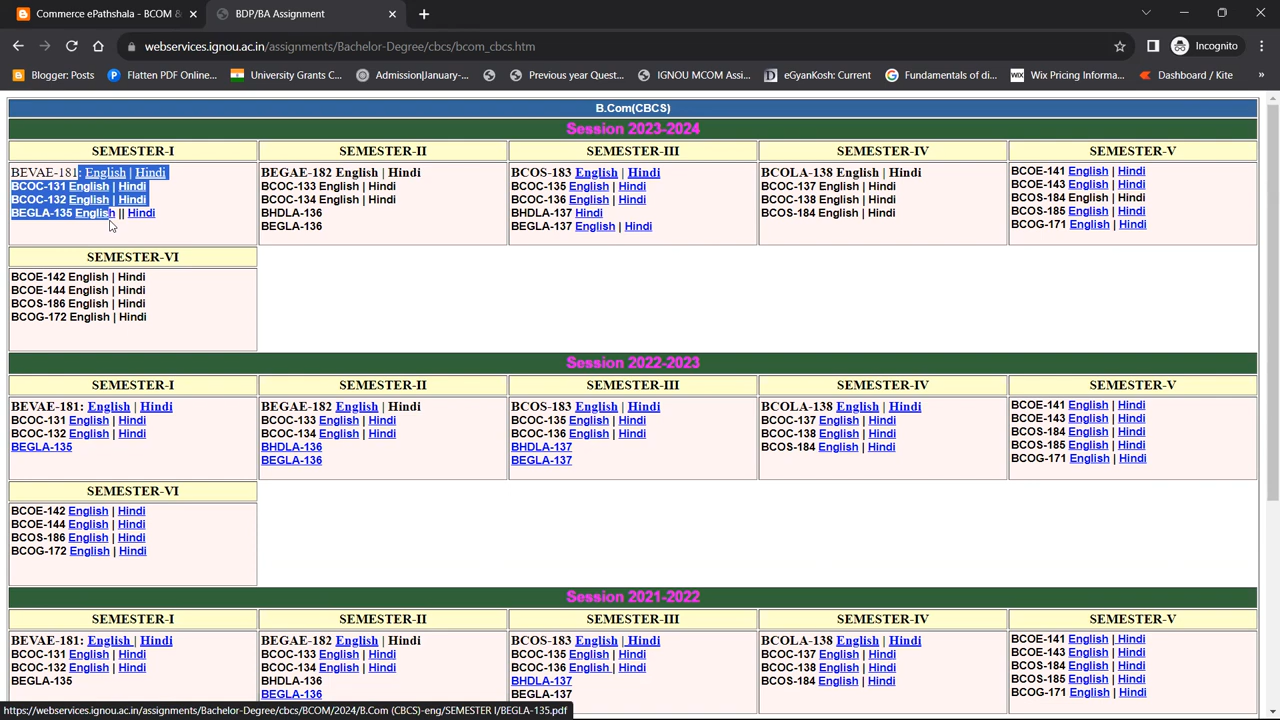 Commerce ePathshala - BCOM &
BDP/BA Assignment
webservices.ignou.ac.in/assignments/Bachelor-Degree/cbcs/bcom_cbcs.htm
Incognito
Blogger: Posts
Flatten PDF Online...
University Grants C...
Admission|January-...
Previous year Quest...
IGNOU MCOM Assi...
eGyanKosh: Current
Fundamentals of di...
Wix Pricing Informa...
Dashboard / Kite
»
B.Com(CBCS)
Session 2023-2024
SEMESTER-I
BEVAE-181: English | Hindi
BCOC-131 English | Hindi
BCOC-132 English | Hindi
BEGLA-135 English || Hindi
SEMESTER-II
BEGAE-182 English | Hindi
BCOC-133 English | Hindi
BCOC-134 English | Hindi
BHDLA-136
BEGLA-136
SEMESTER-III
BCOS-183 English | Hindi
BCOC-135 English | Hindi
BCOC-136 English | Hindi
BHDLA-137 Hindi
BEGLA-137 English | Hindi
SEMESTER-IV
BCOLA-138 English | Hindi
BCOC-137 English | Hindi
BCOC-138 English | Hindi
BCOS-184 English | Hindi
SEMESTER-V
BCOE-141 English | Hindi
BCOE-143 English | Hindi
BCOS-184 English | Hindi
BCOS-185 English | Hindi
BCOG-171 English | Hindi
SEMESTER-VI
BCOE-142 English | Hindi
BCOE-144 English | Hindi
BCOS-186 English | Hindi
BCOG-172 English | Hindi
Session 2022-2023
SEMESTER-I
BEVAE-181: English | Hindi
BCOC-131 English | Hindi
BCOC-132 English | Hindi
BEGLA-135
SEMESTER-II
BEGAE-182 English | Hindi
BCOC-133 English | Hindi
BCOC-134 English | Hindi
BHDLA-136
BEGLA-136
SEMESTER-III
BCOS-183 English | Hindi
BCOC-135 English | Hindi
BCOC-136 English | Hindi
BHDLA-137
BEGLA-137
SEMESTER-IV
BCOLA-138 English | Hindi
BCOC-137 English | Hindi
BCOC-138 English | Hindi
BCOS-184 English | Hindi
SEMESTER-V
BCOE-141 English | Hindi
BCOE-143 English | Hindi
BCOS-184 English | Hindi
BCOS-185 English | Hindi
BCOG-171 English | Hindi
SEMESTER-VI
BCOE-142 English | Hindi
BCOE-144 English | Hindi
BCOS-186 English | Hindi
BCOG-172 English | Hindi
Session 2021-2022
SEMESTER-I
BEVAE-181: English | Hindi
BCOC-131 English | Hindi
BCOC-132 English | Hindi
BEGLA-135
SEMESTER-II
BEGAE-182 English | Hindi
BCOC-133 English | Hindi
BCOC-134 English | Hindi
BHDLA-136
BEGLA-136
SEMESTER-III
BCOS-183 English | Hindi
BCOC-135 English | Hindi
BCOC-136 English | Hindi
BHDLA-137
BEGLA-137
SEMESTER-IV
BCOLA-138 English | Hindi
BCOC-137 English | Hindi
BCOC-138 English | Hindi
BCOS-184 English | Hindi
SEMESTER-V
BCOE-141 English | Hindi
BCOE-143 English | Hindi
BCOS-184 English | Hindi
BCOS-185 English | Hindi
BCOG-171 English | Hindi
https://webservices.ignou.ac.in/assignments/Bachelor-Degree/cbcs/BCOM/2024/B.Com (CBCS)-eng/SEMESTER I/BEGLA-135.pdf